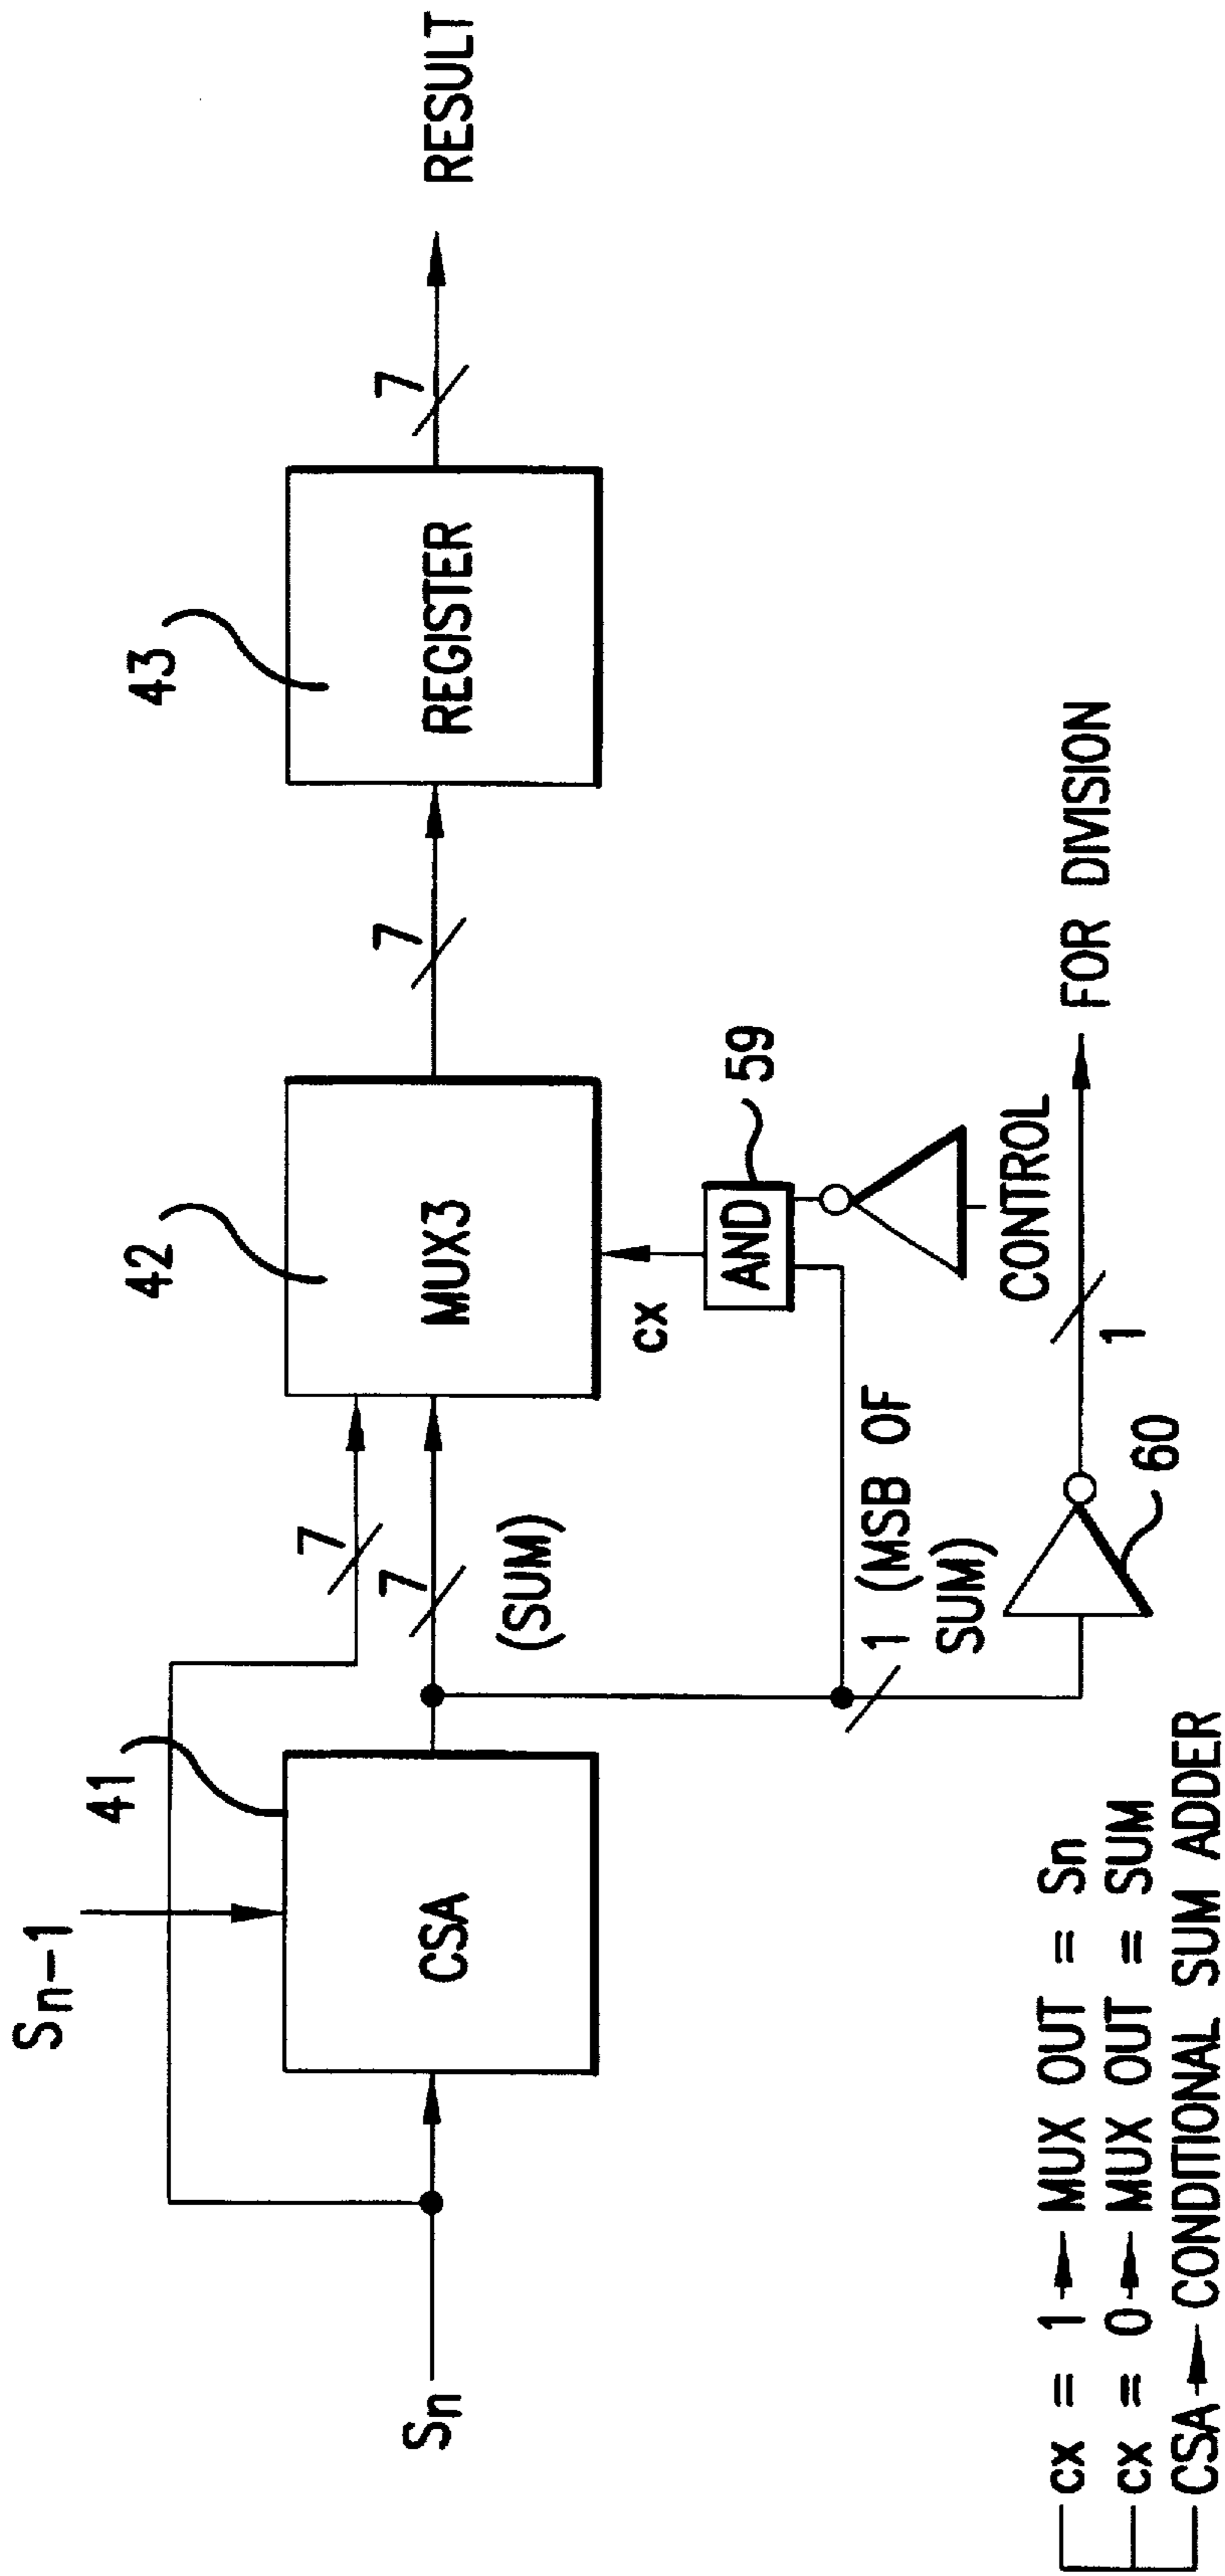 Sn-1
41
Sn
CSA
7
7
(SUM)
42
MUX3
cx
AND
59
CONTROL
1 (MSB OF
SUM)
60
1
FOR DIVISION
7
43
REGISTER
7
RESULT
cx = 1 → MUX OUT = Sn
cx = 0 → MUX OUT = SUM
CSA → CONDITIONAL SUM ADDER